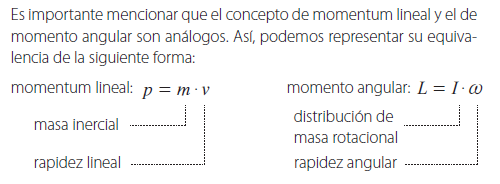 Es importante mencionar que el concepto de momentum lineal y el de
momento angular son análogos. Así, podemos representar su equiva-
lencia de la siguiente forma:
momentum lineal: p = m · v
masa inercial
rapidez lineal
momento angular: L = I · ω
distribución de
masa rotacional
rapidez angular